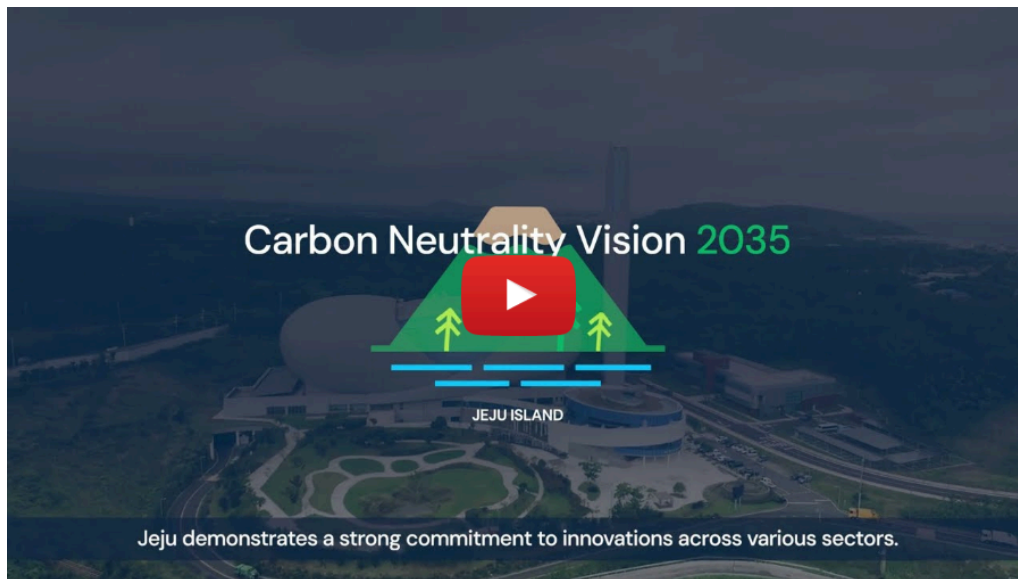 Carbon Neutrality Vision 2035
JEJU ISLAND
Jeju demonstrates a strong commitment to innovations across various sectors.